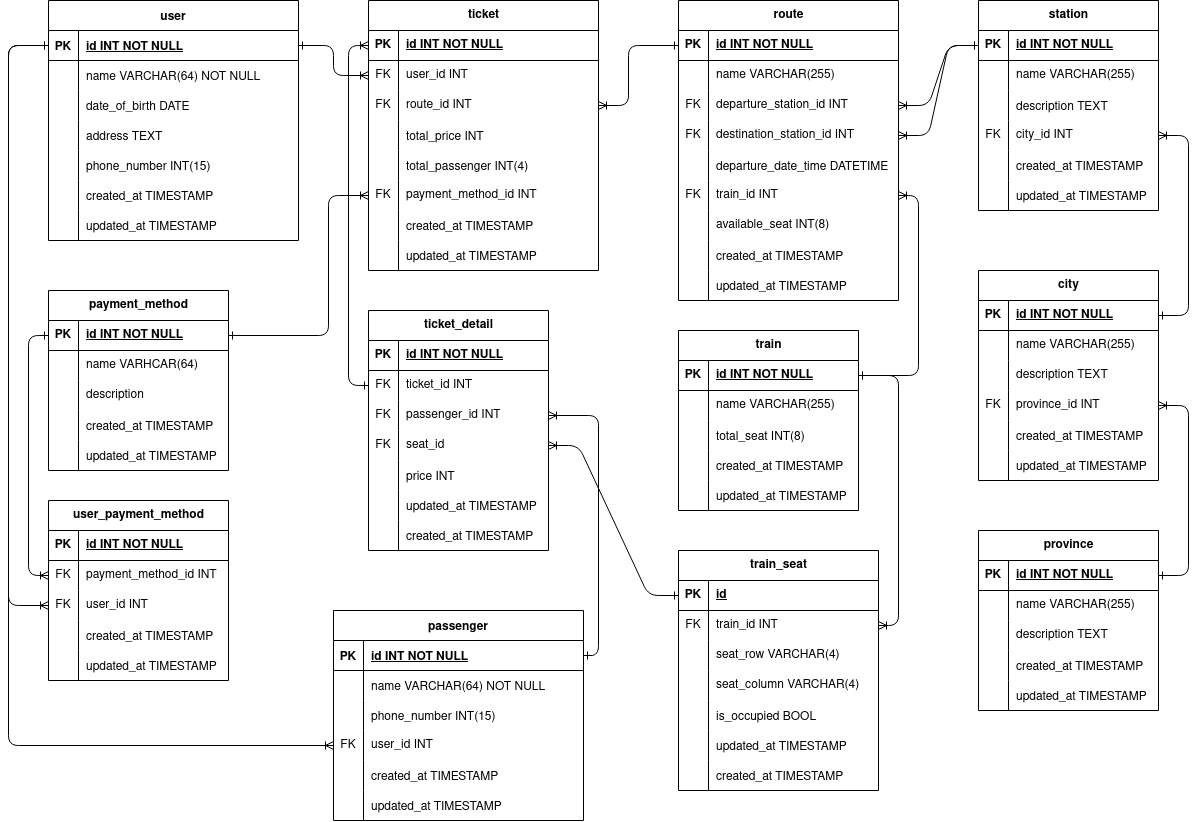 user
PK id INT NOT NULL
name VARCHAR(64) NOT NULL
date_of_birth DATE
address TEXT
phone_number INT(15)
created_at TIMESTAMP
updated_at TIMESTAMP
ticket
PK id INT NOT NULL
FK user_id INT
FK route_id INT
total_price INT
total_passenger INT(4)
FK payment_method_id INT
created_at TIMESTAMP
updated_at TIMESTAMP
route
PK id INT NOT NULL
name VARCHAR(255)
FK departure_station_id INT
FK destination_station_id INT
departure_date_time DATETIME
FK train_id INT
available_seat INT(8)
created_at TIMESTAMP
updated_at TIMESTAMP
station
PK id INT NOT NULL
name VARCHAR(255)
description TEXT
FK city_id INT
created_at TIMESTAMP
updated_at TIMESTAMP
payment_method
PK id INT NOT NULL
name VARHCAR(64)
description
created_at TIMESTAMP
updated_at TIMESTAMP
ticket_detail
PK id INT NOT NULL
FK ticket_id INT
FK passenger_id INT
FK seat_id
price INT
updated_at TIMESTAMP
created_at TIMESTAMP
train
PK id INT NOT NULL
name VARCHAR(255)
total_seat INT(8)
created_at TIMESTAMP
updated_at TIMESTAMP
city
PK id INT NOT NULL
name VARCHAR(255)
description TEXT
FK province_id INT
created_at TIMESTAMP
updated_at TIMESTAMP
user_payment_method
PK id INT NOT NULL
FK payment_method_id INT
FK user_id INT
created_at TIMESTAMP
updated_at TIMESTAMP
passenger
PK id INT NOT NULL
name VARCHAR(64) NOT NULL
phone_number INT(15)
FK user_id INT
created_at TIMESTAMP
updated_at TIMESTAMP
train_seat
PK id
FK train_id INT
seat_row VARCHAR(4)
seat_column VARCHAR(4)
is_occupied BOOL
updated_at TIMESTAMP
created_at TIMESTAMP
province
PK id INT NOT NULL
name VARCHAR(255)
description TEXT
created_at TIMESTAMP
updated_at TIMESTAMP